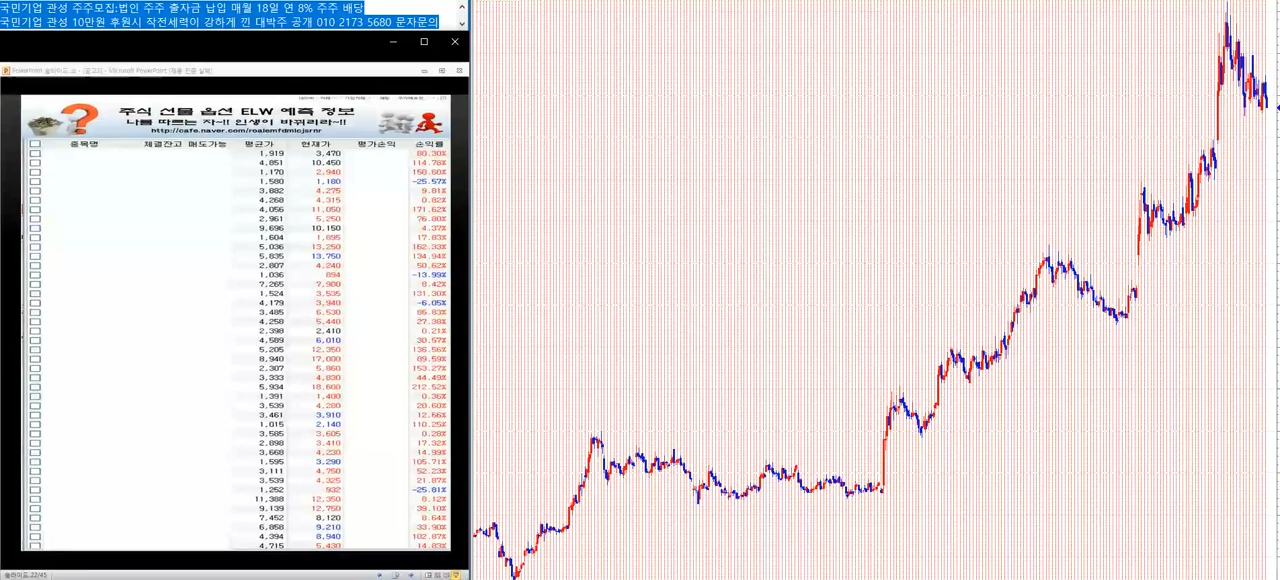 국민기업 관성 주주모집:법인 주주 출자금 납입 매월 18일 연 8% 주주 배당
국민기업 관성 10만원 후원시 작전세력이 강하게 낀 대박주 공개 010 2173 5680 문자문의
주식 선물 옵션 ELW 예측 정보
나를 따르는 자~!! 인생이 바뀌리라~!!
종목명 체결잔고 매도가능 평균가 현재가 평가손익 손익률
1,919 3,470 80.30%
4,851 10,450 114.78%
1,170 2,940 150.60%
1,580 1,180 -25.57%
3,882 4,275 9.81%
4,268 4,315 0.82%
4,056 11,050 171.62%
2,961 5,250 76.80%
9,696 10,150 4.37%
1,604 1,895 17.83%
5,036 13,250 162.33%
5,835 13,750 134.94%
2,807 4,240 50.62%
1,036 894 -13.99%
7,265 7,900 8.42%
1,524 3,535 131.30%
4,179 3,940 -6.05%
3,485 6,530 86.83%
4,258 5,440 27.38%
2,398 2,410 0.21%
4,589 6,010 30.57%
5,205 12,350 136.56%
8,940 17,000 89.59%
2,307 5,860 153.27%
3,333 4,830 44.49%
5,934 18,600 212.52%
1,391 1,400 0.36%
3,539 4,280 20.60%
3,461 3,910 12.66%
1,015 2,140 110.25%
3,585 3,605 0.28%
2,898 3,410 17.32%
3,668 4,230 14.99%
1,595 3,290 105.71%
3,111 4,750 52.23%
3,539 4,325 21.87%
1,252 932 -25.81%
11,388 12,350 8.12%
9,139 12,750 39.10%
7,452 8,120 8.64%
6,858 9,210 33.90%
4,394 8,940 102.87%
4,715 5,430 14.83%
슬라이드 22/45